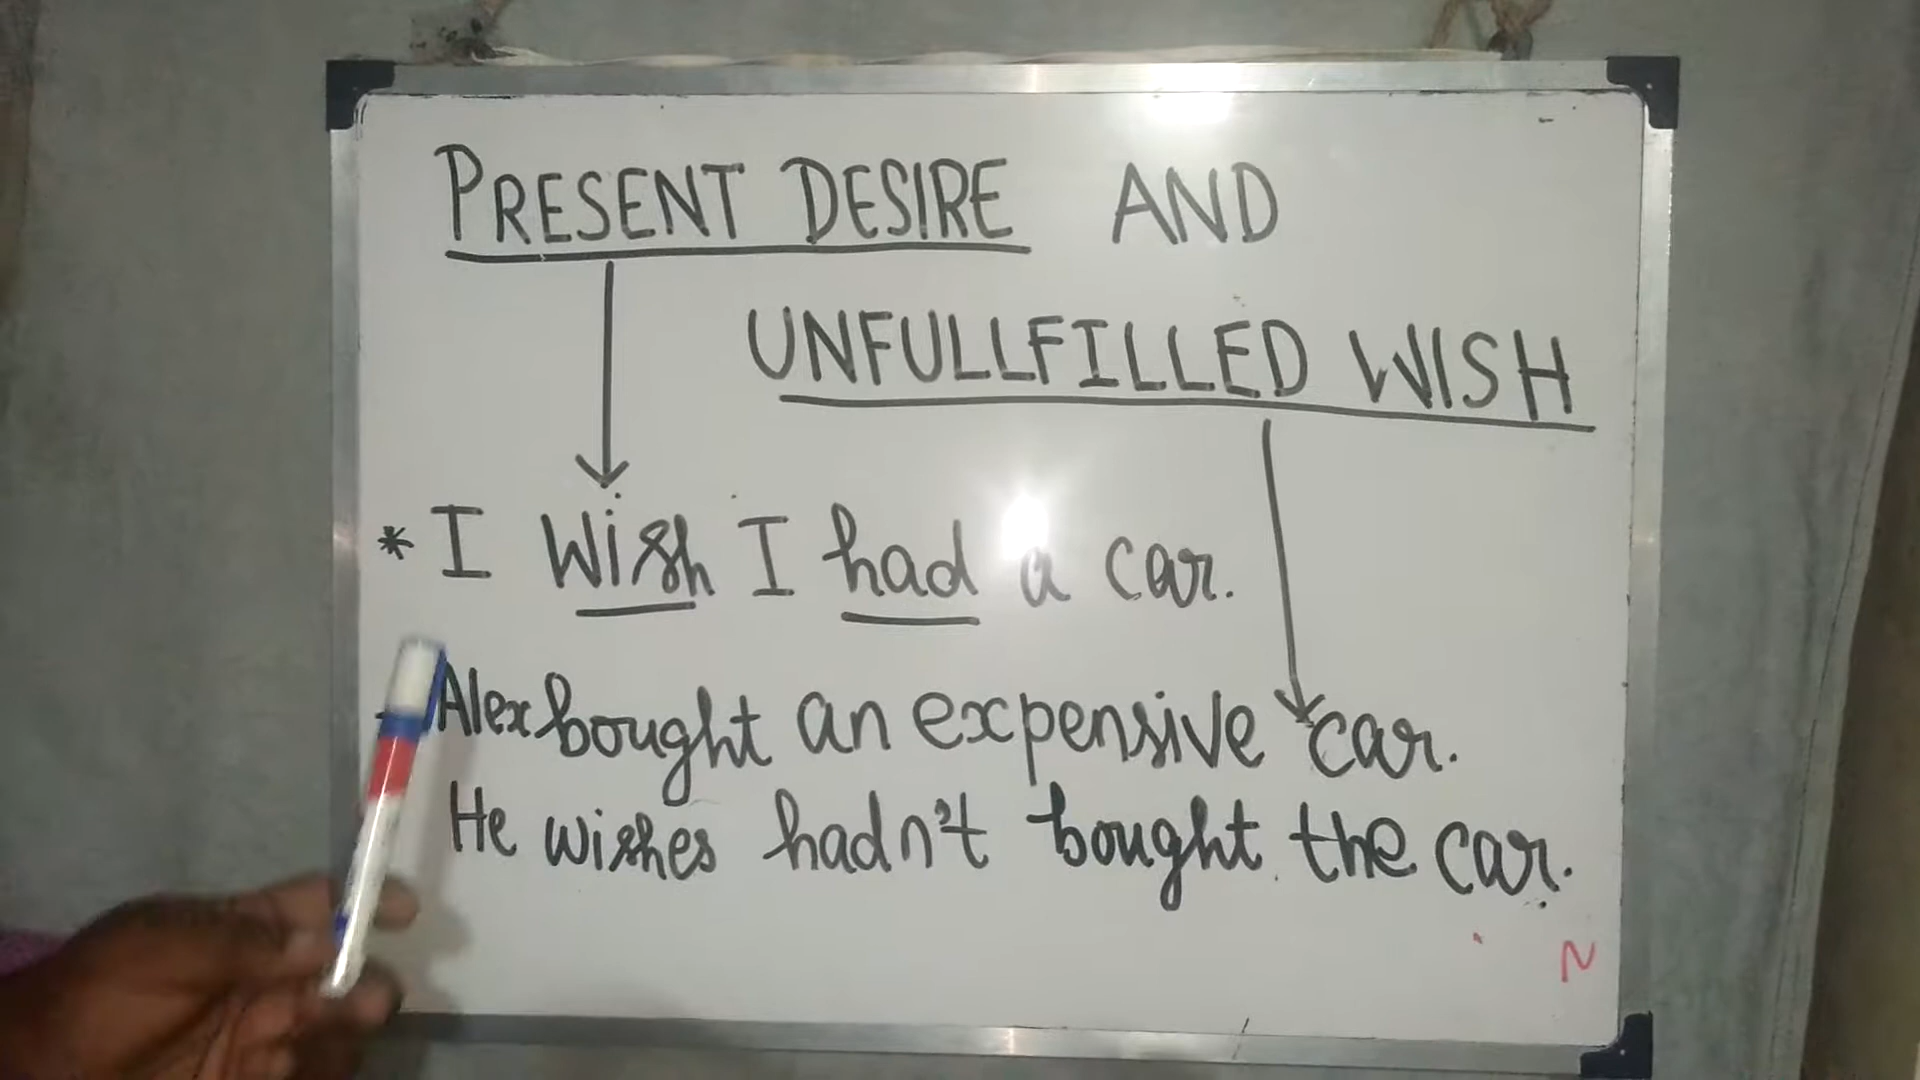 PRESENT DESIRE AND
UNFULLFILLED WISH
* I Wish I had a car.
Alex bought an expensive car.
He wishes hadn't bought the car.
N